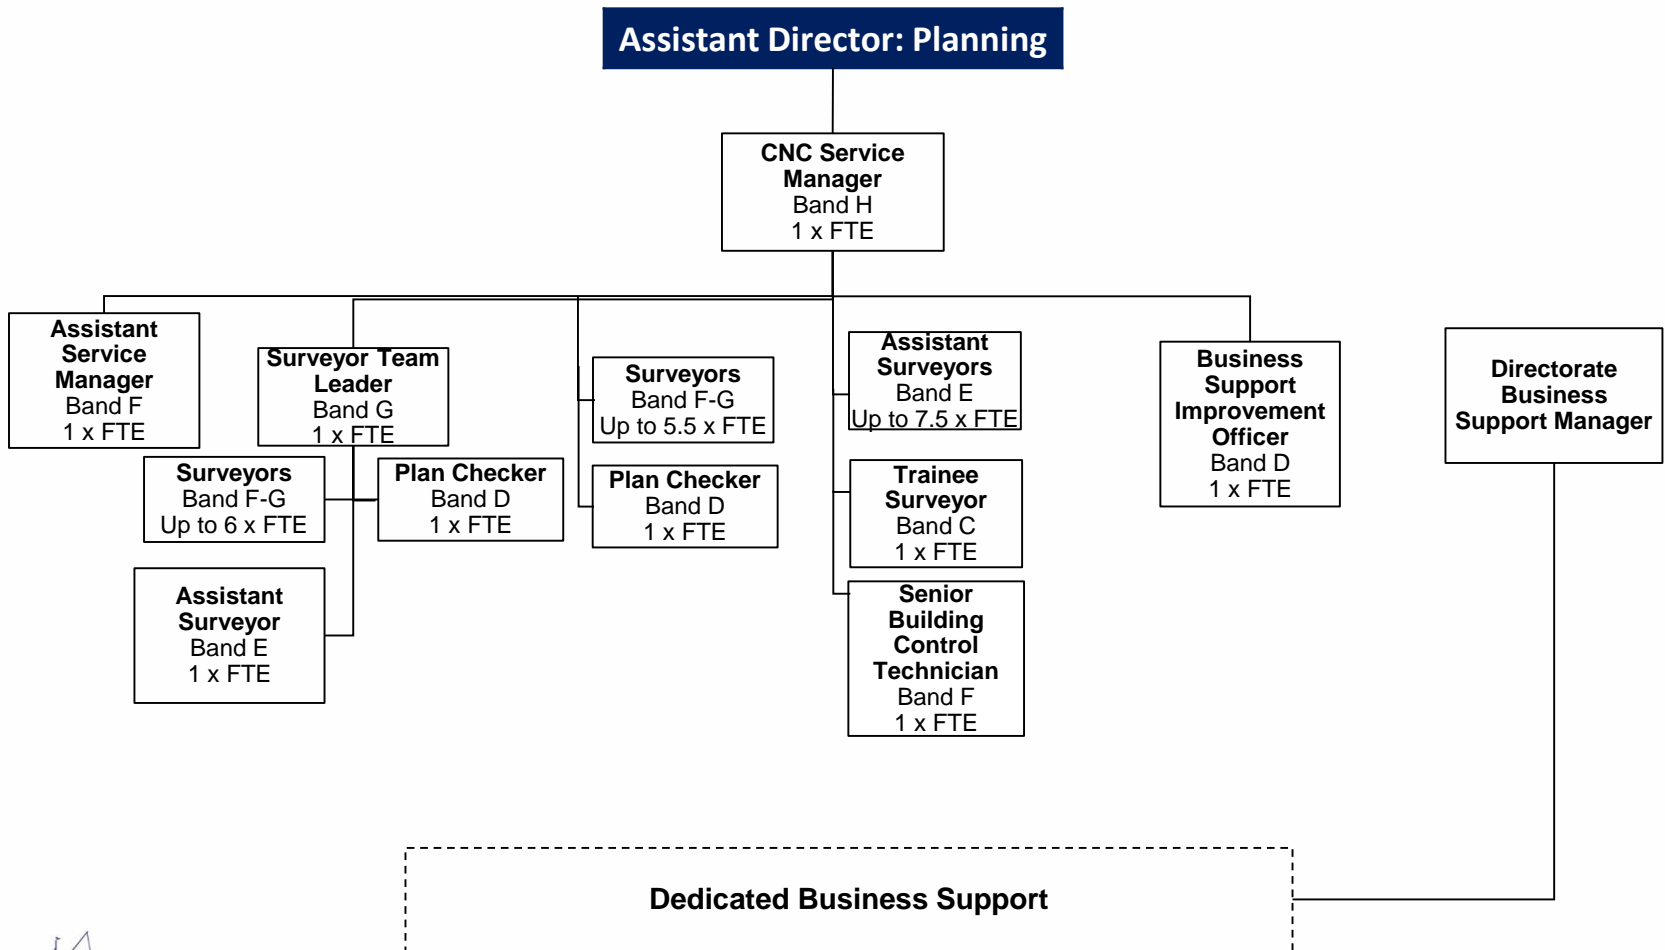 Assistant Director: Planning
CNC Service
Manager
Band H
1 x FTE
Assistant
Service
Manager
Band F
1 x FTE
Surveyor Team
Leader
Band G
1 x FTE
Surveyors
Band F-G
Up to 6 x FTE
Plan Checker
Band D
1 x FTE
Assistant
Surveyor
Band E
1 x FTE
Surveyors
Band F-G
Up to 5.5 x FTE
Plan Checker
Band D
1 x FTE
Assistant
Surveyors
Band E
Up to 7.5 x FTE
Trainee
Surveyor
Band C
1 x FTE
Senior
Building
Control
Technician
Band F
1 x FTE
Business
Support
Improvement
Officer
Band D
1 x FTE
Directorate
Business
Support Manager
Dedicated Business Support